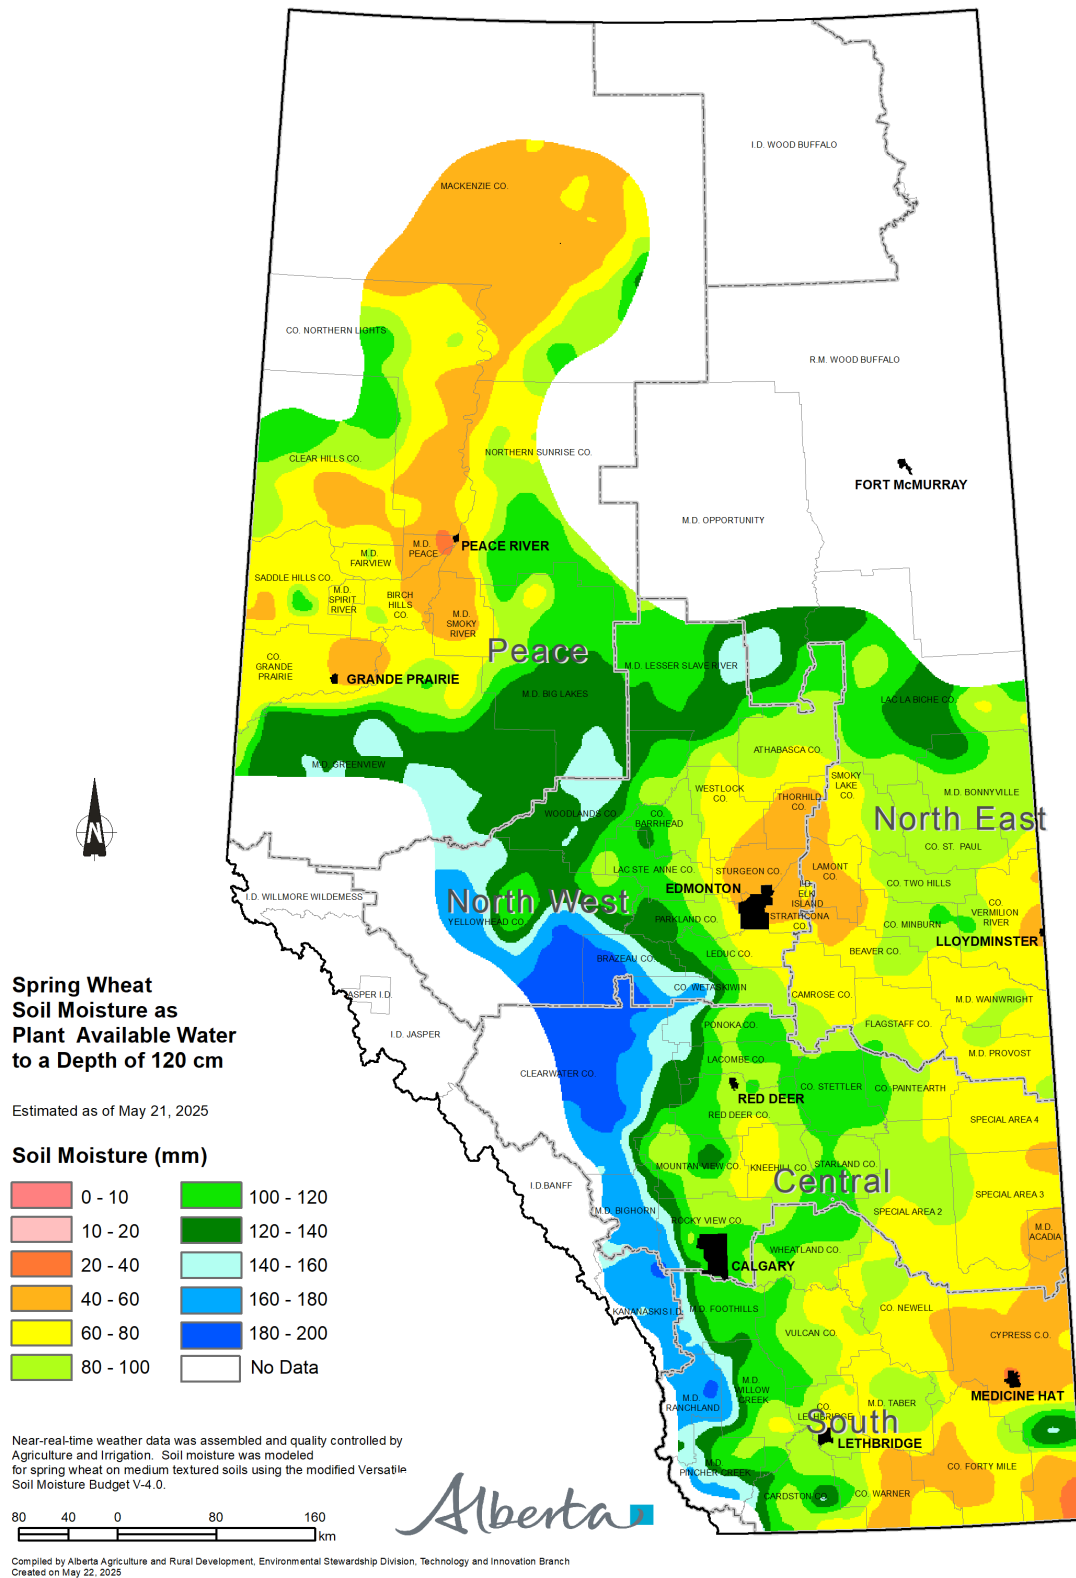 I.D. WOOD BUFFALO
MACKENZIE CO.
CO. NORTHERN LIGHTS
R.M. WOOD BUFFALO
CLEAR HILLS CO.
NORTHERN SUNRISE CO.
FORT McMURRAY
M.D. OPPORTUNITY
M.D.
PEACE
PEACE RIVER
M.D.
FAIRVIEW
SADDLE HILLS CO.
M.D.
SPIRIT
RIVER
BIRCH
HILLS
CO.
M.D.
SMOKY
RIVER
Peace
CO.
GRANDE
PRAIRIE
GRANDE PRAIRIE
M.D. LESSER SLAVE RIVER
M.D. BIG LAKES
LAC LA BICHE CO.
M.D. GREENVIEW
ATHABASCA CO.
WESTLOCK
CO.
SMOKY
LAKE
CO.
THORHILD
CO.
M.D. BONNYVILLE
WOODLANDS CO.
CO.
BARRHEAD
North East
CO. ST. PAUL
LAC STE. ANNE CO.
STURGEON CO.
LAMONT
CO.
CO. TWO HILLS
EDMONTON
I.D.
ELK
ISLAND
I.D. WILLMORE WILDERNESS
North West
YELLOWHEAD CO.
PARKLAND CO.
STRATHCONA
CO.
CO. MINBURN
CO.
VERMILION
RIVER
LLOYDMINSTER
BRAZEAU CO.
LEDUC CO.
BEAVER CO.
CO. WETASKIWIN
CAMROSE CO.
M.D. WAINWRIGHT
JASPER I.D.
I.D. JASPER
PONOKA CO.
FLAGSTAFF CO.
M.D. PROVOST
LACOMBE CO.
CLEARWATER CO.
RED DEER
CO. STETTLER
CO. PAINTEARTH
RED DEER CO.
SPECIAL AREA 4
MOUNTAIN VIEW CO.
KNEEHILL CO.
STARLAND CO.
Central
I.D.BANFF
SPECIAL AREA 3
M.D. BIGHORN
ROCKY VIEW CO.
SPECIAL AREA 2
M.D.
ACADIA
WHEATLAND CO.
CALGARY
KANANASKIS I.D.
M.D. FOOTHILLS
CO. NEWELL
VULCAN CO.
CYPRESS C.O.
M.D.
WILLOW
CREEK
M.D.
RANCHLAND
MEDICINE HAT
M.D. TABER
CO.
LETHBRIDGE
South
LETHBRIDGE
M.D.
PINCHER CREEK
CO. FORTY MILE
CARDSTON CO.
CO. WARNER
N
Spring Wheat
Soil Moisture as
Plant Available Water
to a Depth of 120 cm
Estimated as of May 21, 2025
Soil Moisture (mm)
0 - 10
10 - 20
20 - 40
40 - 60
60 - 80
80 - 100
100 - 120
120 - 140
140 - 160
160 - 180
180 - 200
No Data
Near-real-time weather data was assembled and quality controlled by
Agriculture and Irrigation. Soil moisture was modeled
for spring wheat on medium textured soils using the modified Versatile
Soil Moisture Budget V-4.0.
80 40 0 80 160
km
Alberta
Compiled by Alberta Agriculture and Rural Development, Environmental Stewardship Division, Technology and Innovation Branch
Created on May 22, 2025